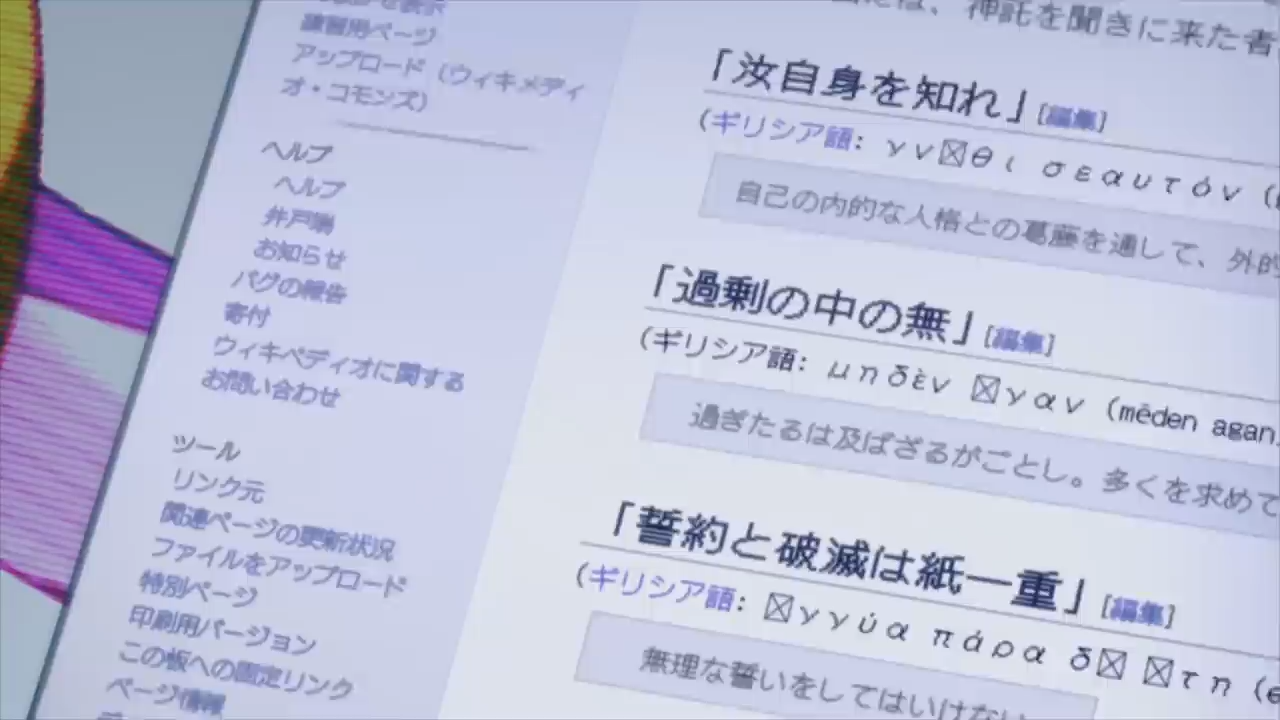 練習用ページ
アップロード (ウィキメディ
オ・コモンズ)
ヘルプ
ヘルプ
井戸端
お知らせ
バグの報告
寄付
ウィキペディオに関する
お問い合わせ
ツール
リンク元
関連ページの更新状況
ファイルをアップロード
特別ページ
印刷用バージョン
この板への固定リンク
ページ情報
、神託を聞きに来た者
「汝自身を知れ」[編集]
(ギリシア語: γν☒θι σεαυτόν (
自己の内的な人格との葛藤を通して、外的
「過剰の中の無」[編集]
(ギリシア語: μηδὲν ☒γαν (mēden agan
過ぎたるは及ばざるがごとし。多くを求めて
「誓約と破滅は紙一重」[編集]
(ギリシア語: ☒γγύα πάρα δ☒ ☒τη (e
無理な誓いをしてはいけない